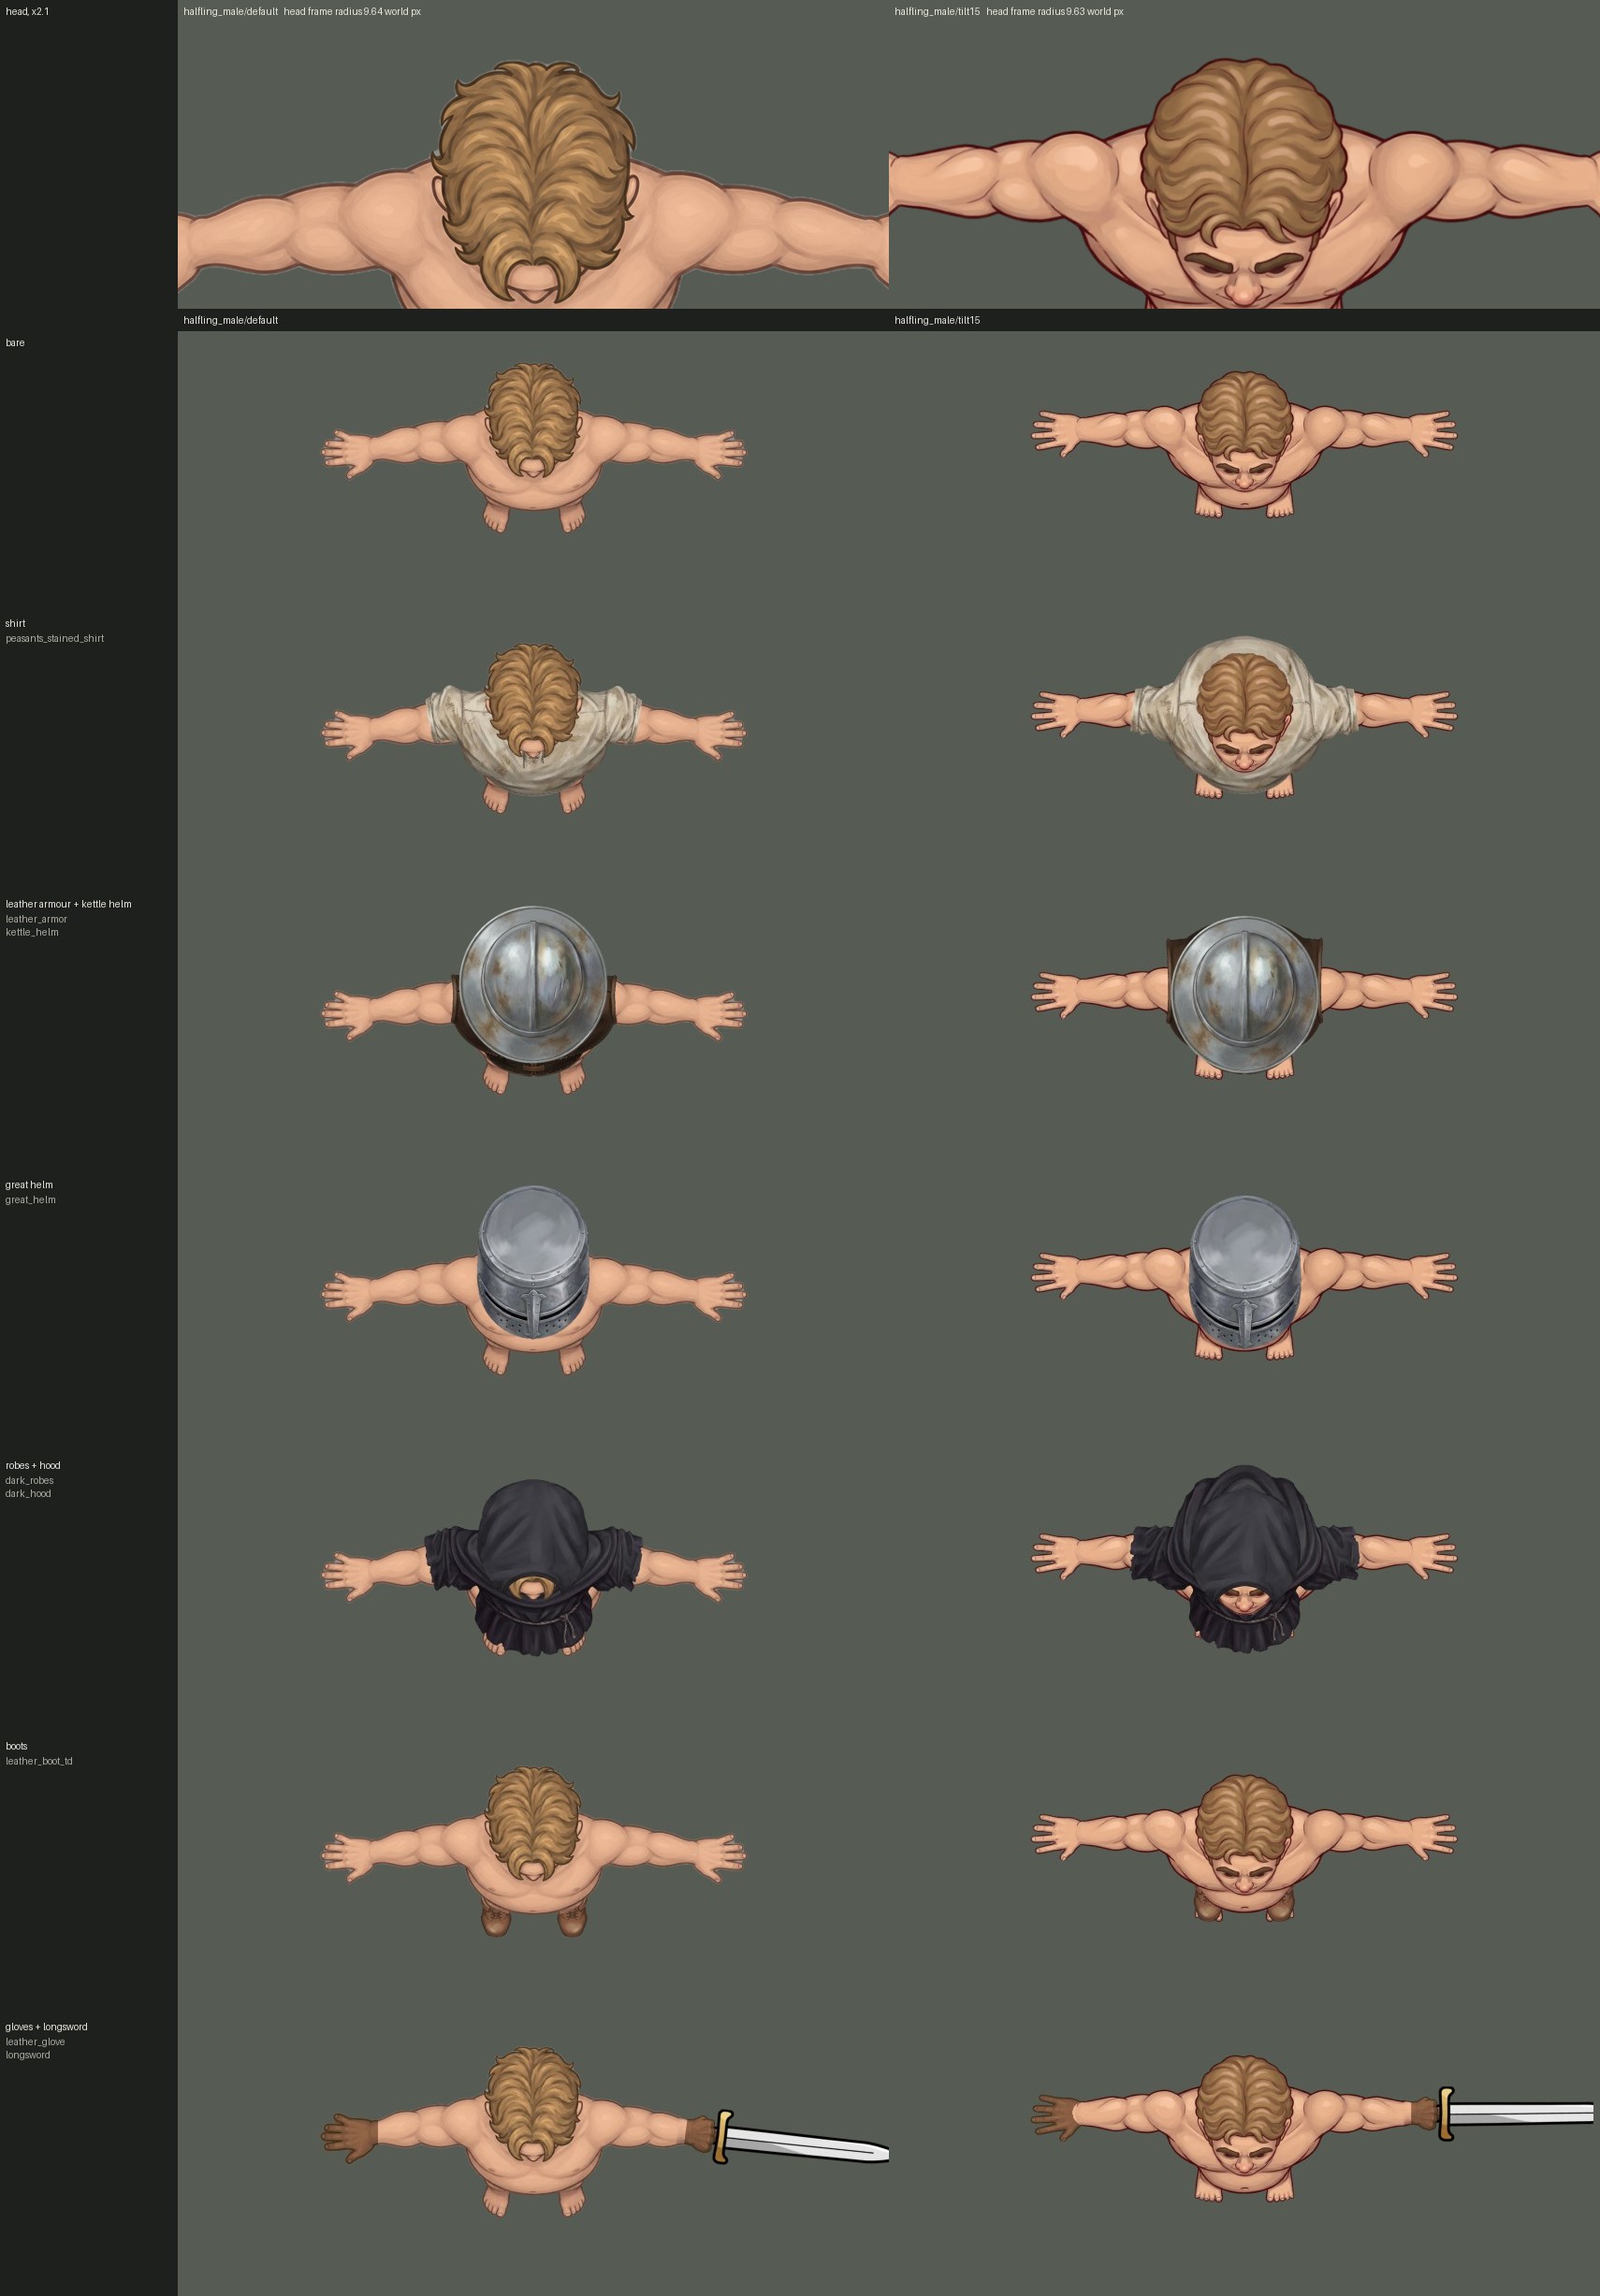 head, x2.1
halfling_male/default head frame radius 9.64 world px
halfling_male/tilt15 head frame radius 9.63 world px
halfling_male/default
halfling_male/tilt15
bare
shirt
peasants_stained_shirt
leather armour + kettle helm
leather_armor
kettle_helm
great helm
great_helm
robes + hood
dark_robes
dark_hood
boots
leather_boot_td
gloves + longsword
leather_glove
longsword